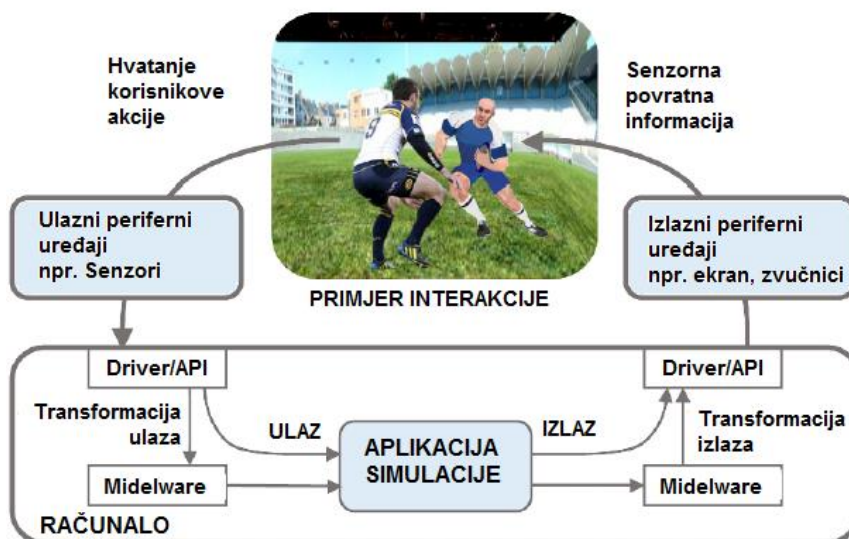 Hvatanje
korisnikove
akcije
Senzorna
povratna
informacija
9
Ulazni periferni
uređaji
npr. Senzori
Izlazni periferni
uređaji
npr. ekran, zvučnici
PRIMJER INTERAKCIJE
Driver/API
Driver/API
Transformacija
ulaza
ULAZ
APLIKACIJA
SIMULACIJE
IZLAZ
Transformacija
izlaza
Midelware
Midelware
RAČUNALO